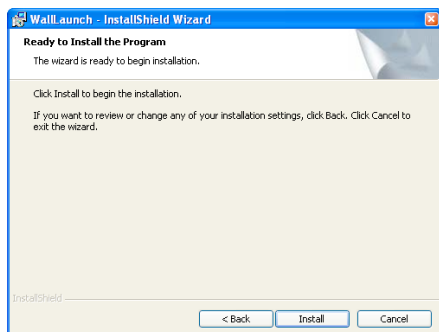 WallLaunch - InstallShield Wizard
Ready to Install the Program
The wizard is ready to begin installation.
Click Install to begin the installation.
If you want to review or change any of your installation settings, click Back. Click Cancel to
exit the wizard.
InstallShield
< Back Install Cancel